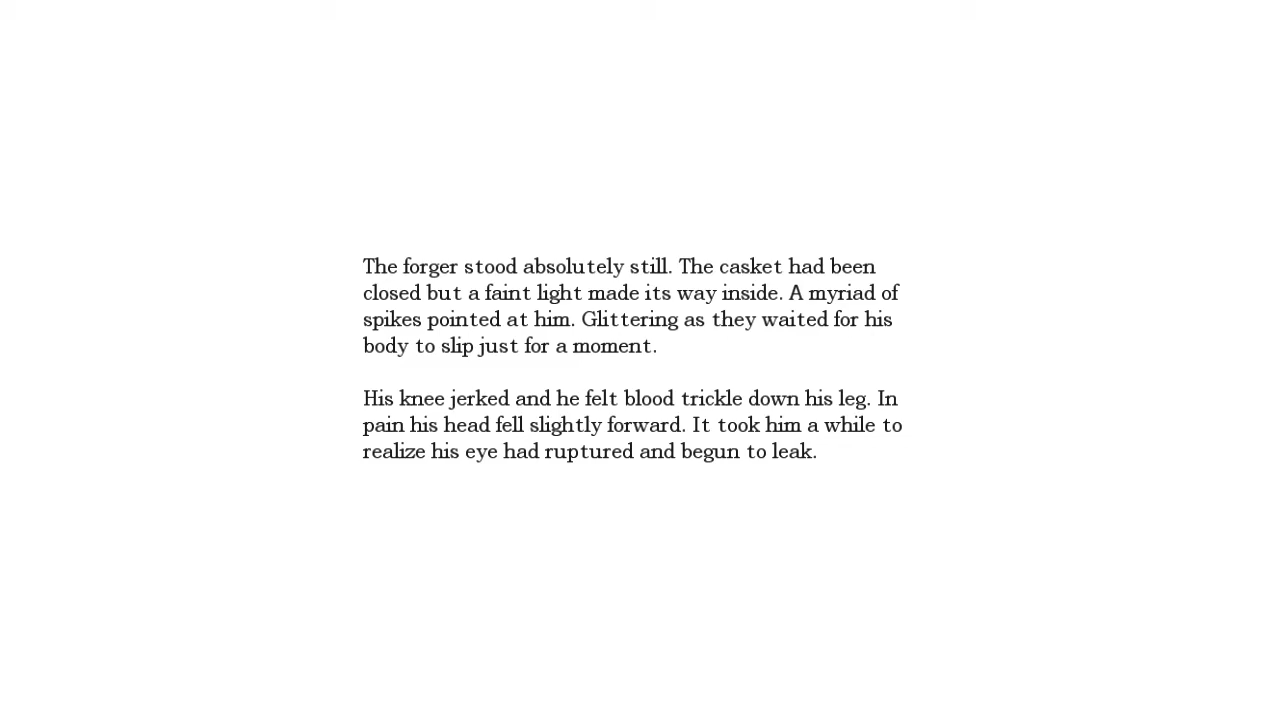 The forger stood absolutely still. The casket had been
closed but a faint light made its way inside. A myriad of
spikes pointed at him. Glittering as they waited for his
body to slip just for a moment.
His knee jerked and he felt blood trickle down his leg. In
pain his head fell slightly forward. It took him a while to
realize his eye had ruptured and begun to leak.